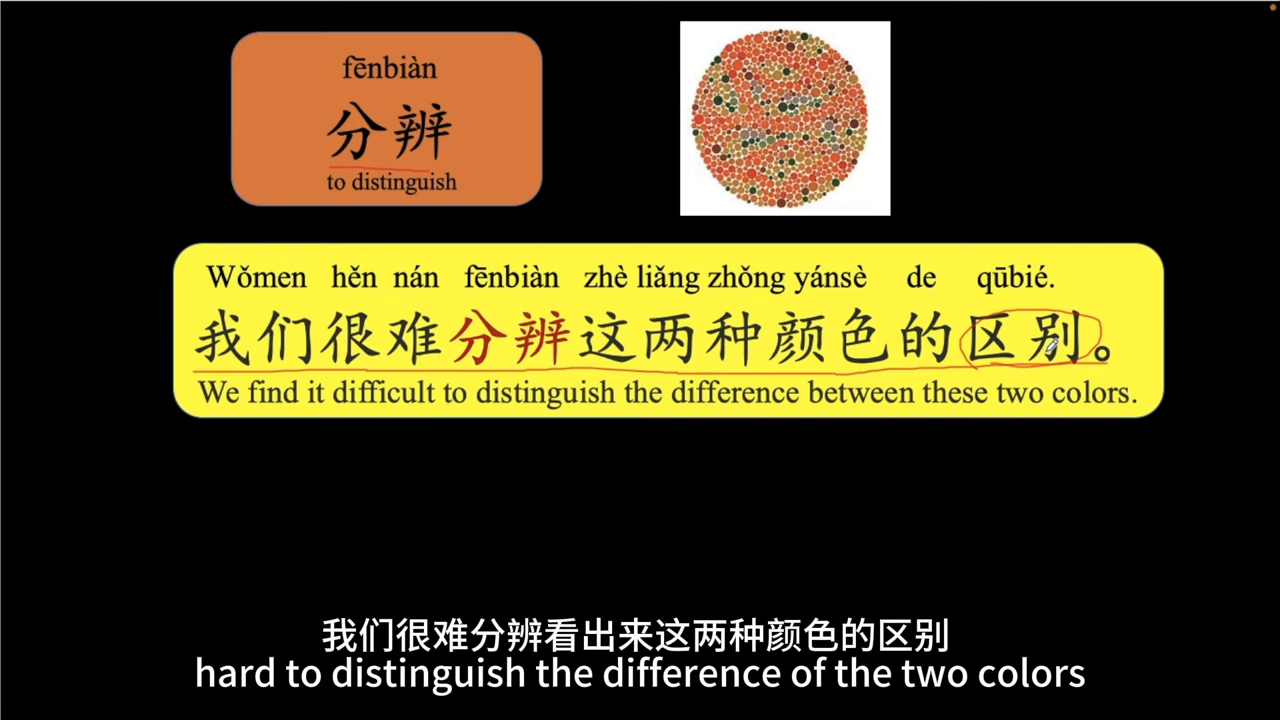 fēnbiàn
分辨
to distinguish
Wǒmen hěn nán fēnbiàn zhè liǎng zhǒng yánsè de qūbié.
我们很难分辨这两种颜色的区别。
We find it difficult to distinguish the difference between these two colors.
我们很难分辨看出来这两种颜色的区别
hard to distinguish the difference of the two colors